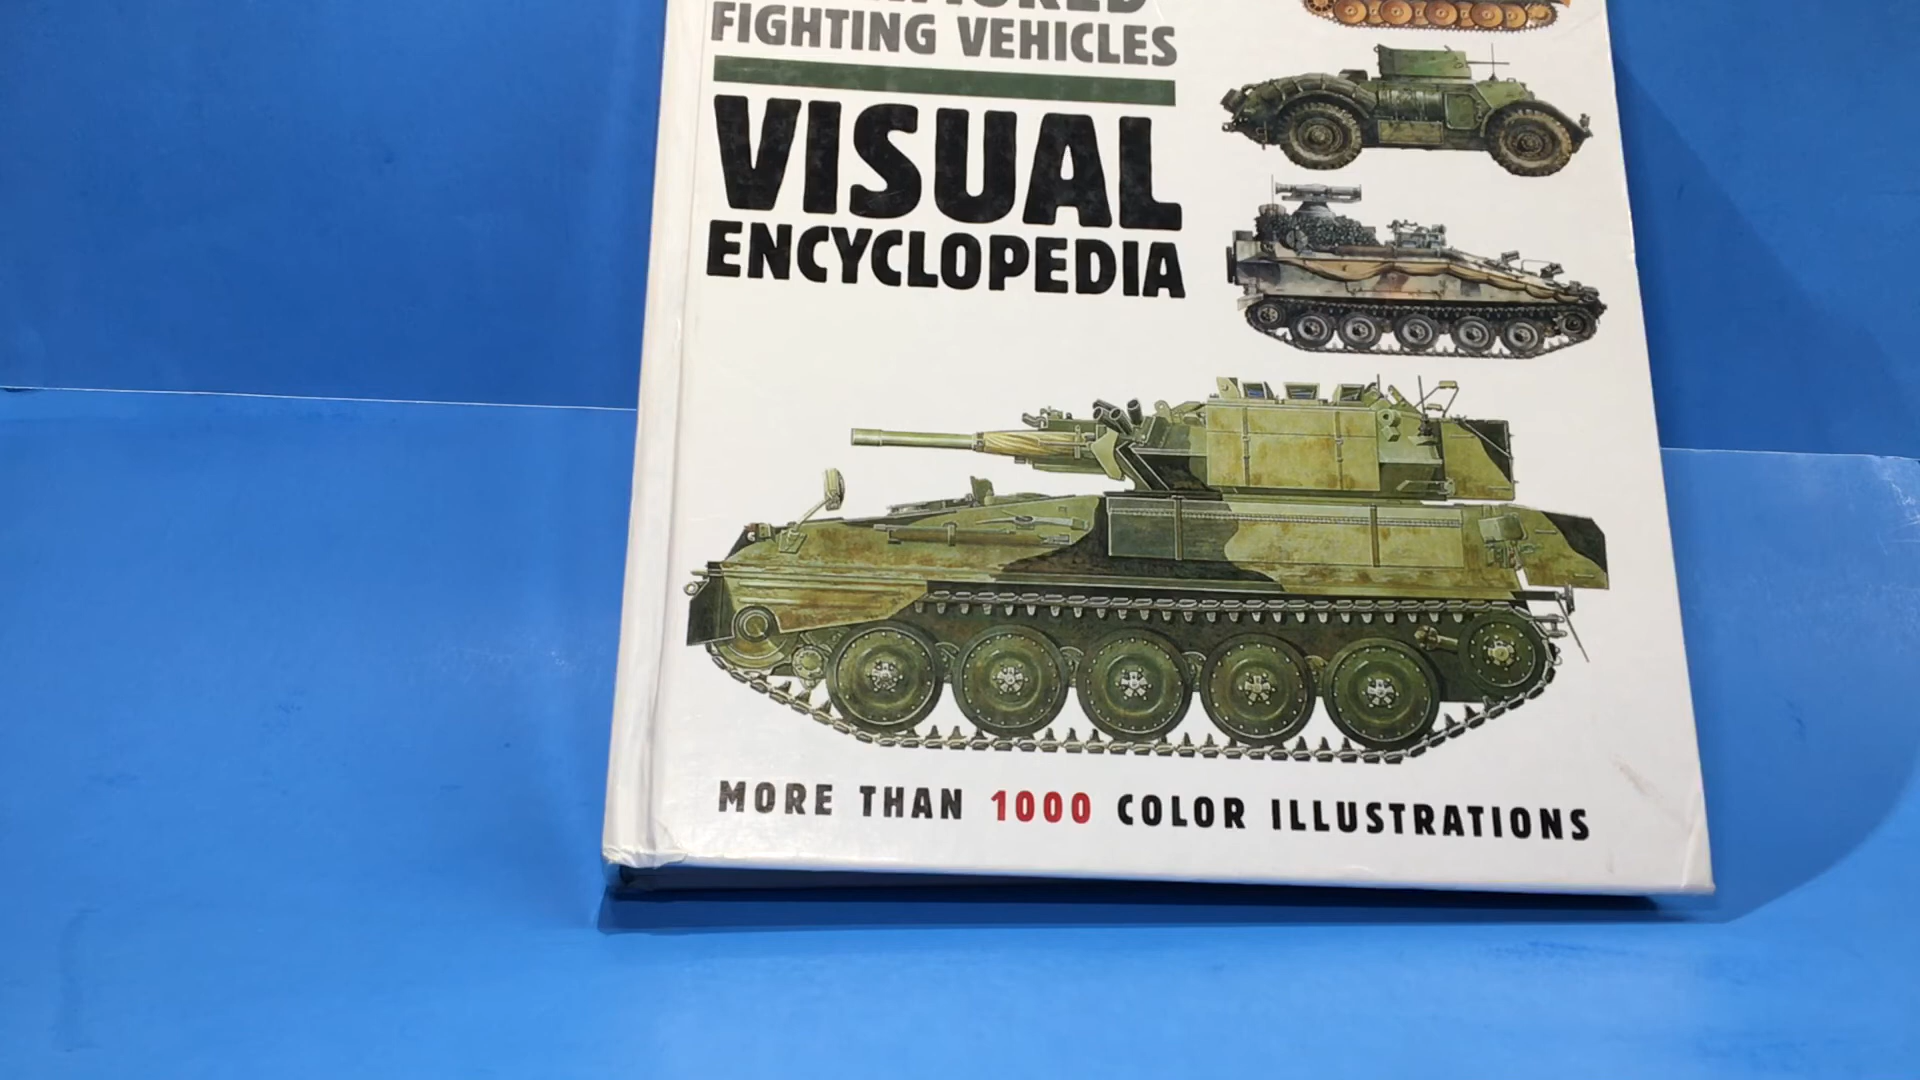 FIGHTING VEHICLES
VISUAL
ENCYCLOPEDIA
MORE THAN 1000 COLOR ILLUSTRATIONS